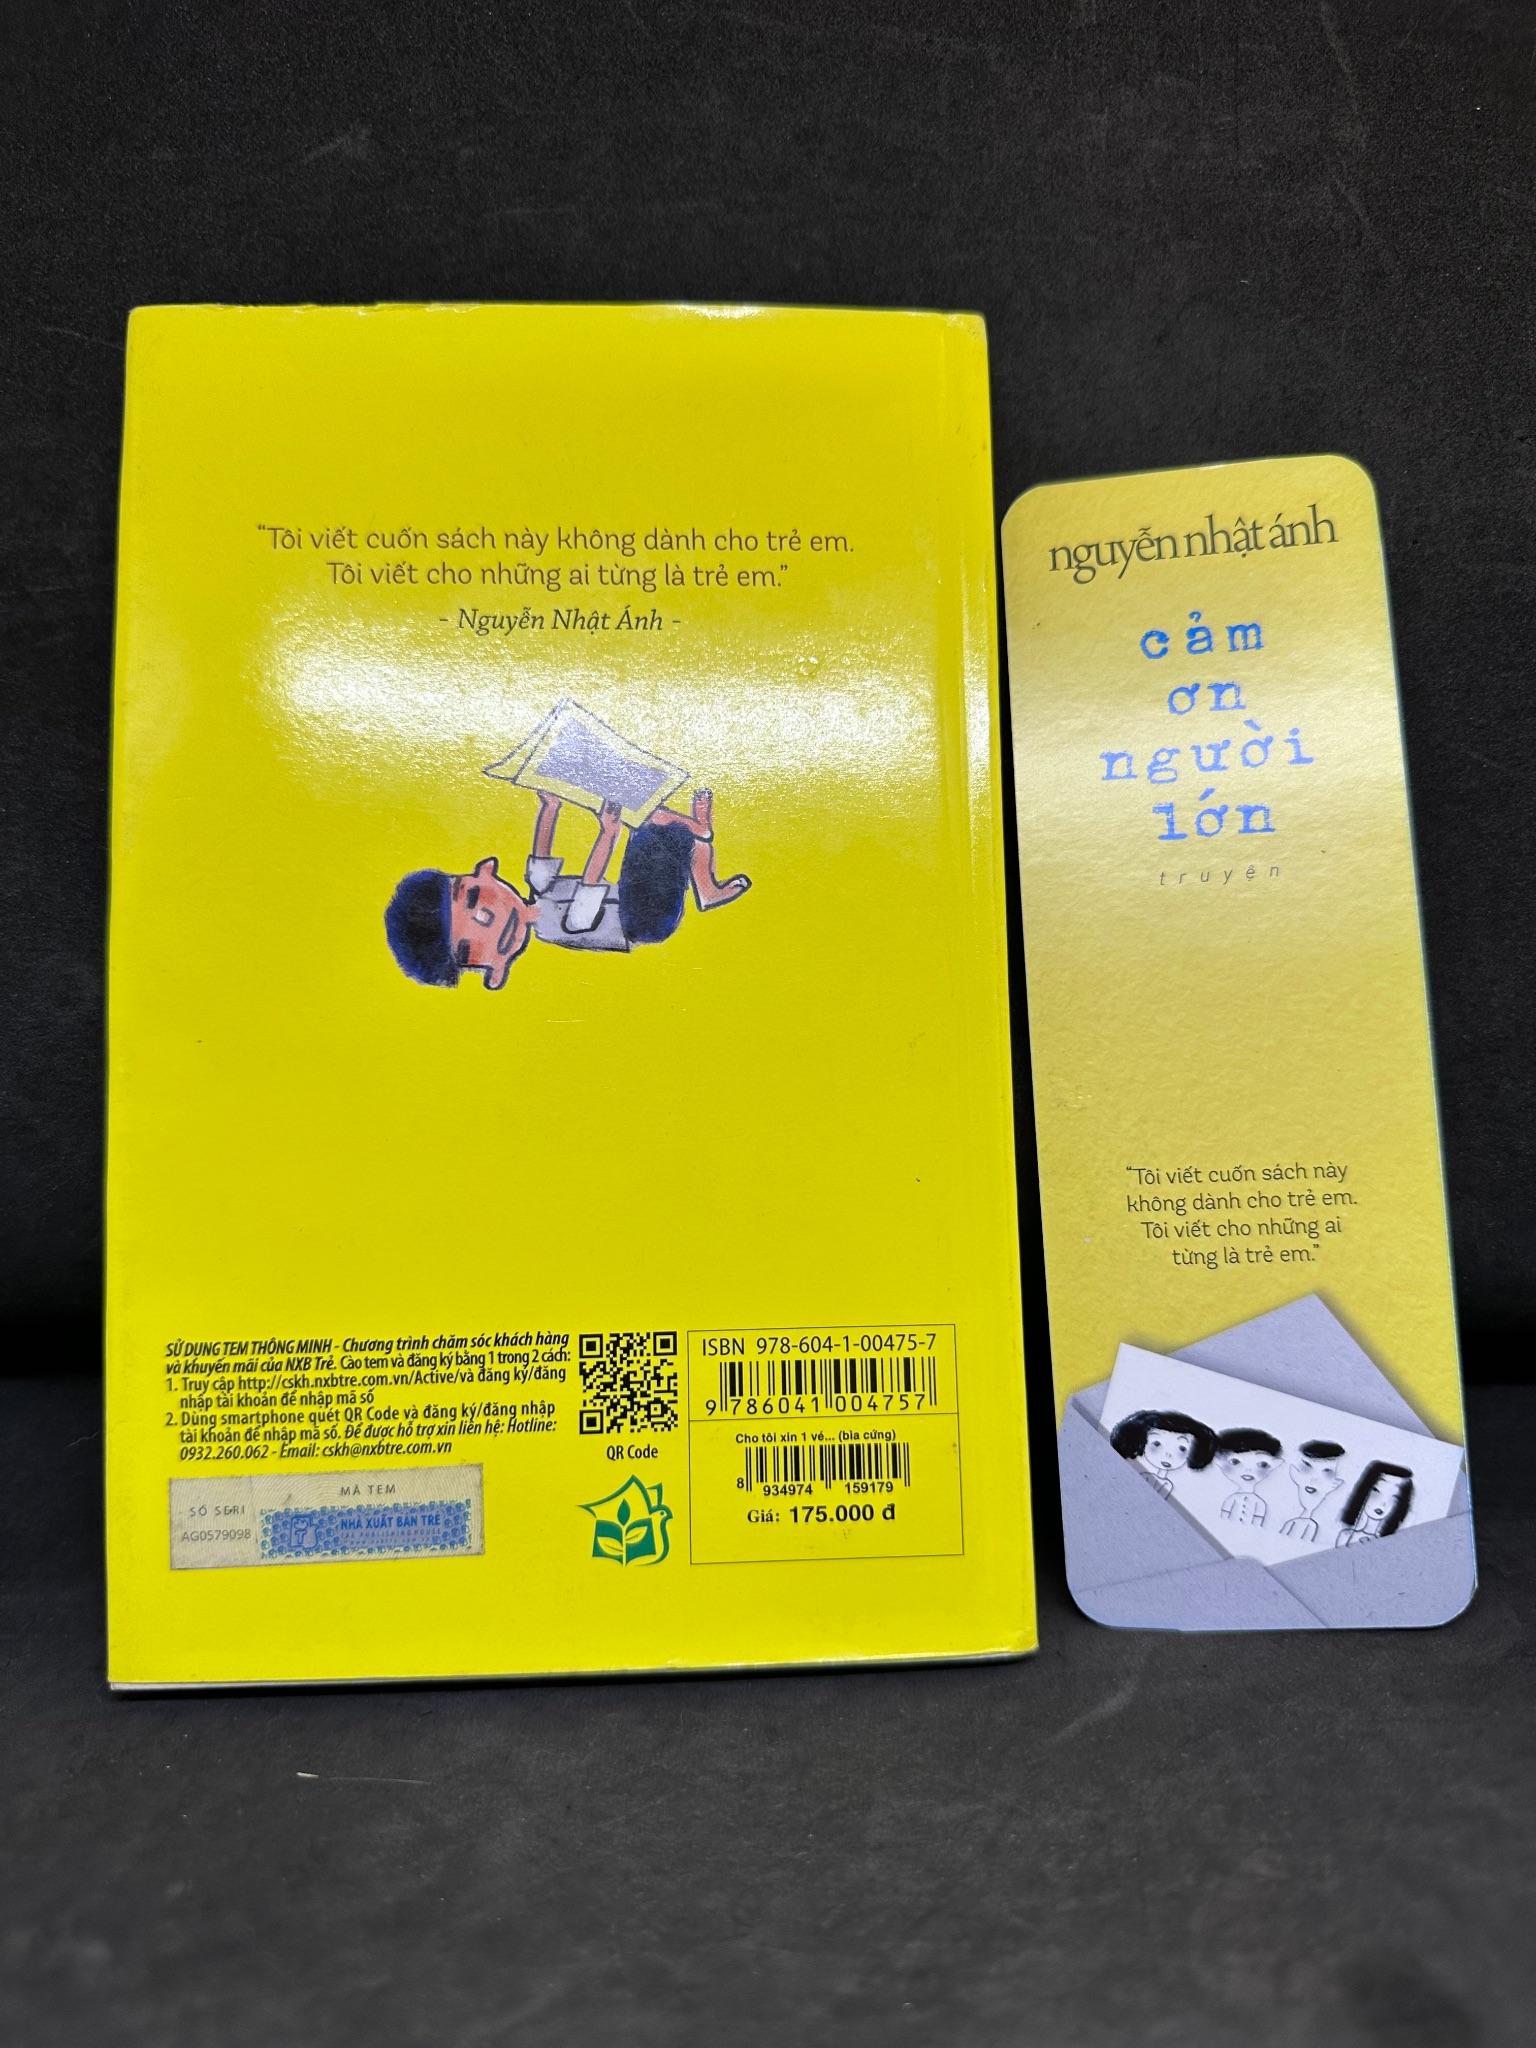 “Tôi viết cuốn sách này không dành cho trẻ em.
Tôi viết cho những ai từng là trẻ em.”
- Nguyễn Nhật Ánh -
SỬ DỤNG TEM THÔNG MINH - Chương trình chăm sóc khách hàng
và khuyến mãi của NXB Trẻ. Cào tem và đăng ký bằng 1 trong 2 cách:
1. Truy cập http://cskh.nxbtre.com.vn/Active/và đăng ký/đăng
nhập tài khoản để nhập mã số
2. Dùng smartphone quét QR Code và đăng ký/đăng nhập
tài khoản để nhập mã số. Để được hỗ trợ xin liên hệ: Hotline:
0932.260.062 - Email: cskh@nxbtre.com.vn
QR Code
SỐ SERI
AG0579098
MÃ TEM
NHÀ XUẤT BẢN TRẺ
TRE PUBLISHING HOUSE
ISBN 978-604-1-00475-7
9 786041 004757
Cho tôi xin 1 vé... (bìa cứng)
8 934974 159179
Giá: 175.000 đ
nguyễn nhật ánh
cảm
ơn
người
lớn
truyện
“Tôi viết cuốn sách này
không dành cho trẻ em.
Tôi viết cho những ai
từng là trẻ em.”